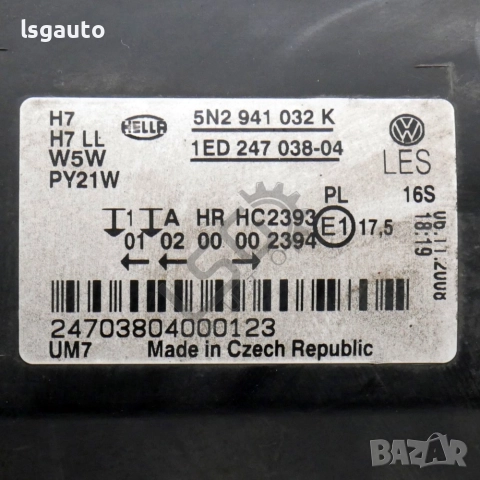 lsgauto
H7
H7 LL
W5W
PY21W
HELLA
5N2 941 032 K
1ED 247 038-04
LES
PL
16S
1 A HR HC2393
01 02 00 00 2394
E1
17,5
06.11.2008
18:19
24703804000123
UM7 Made in Czech Republic
BAZAR